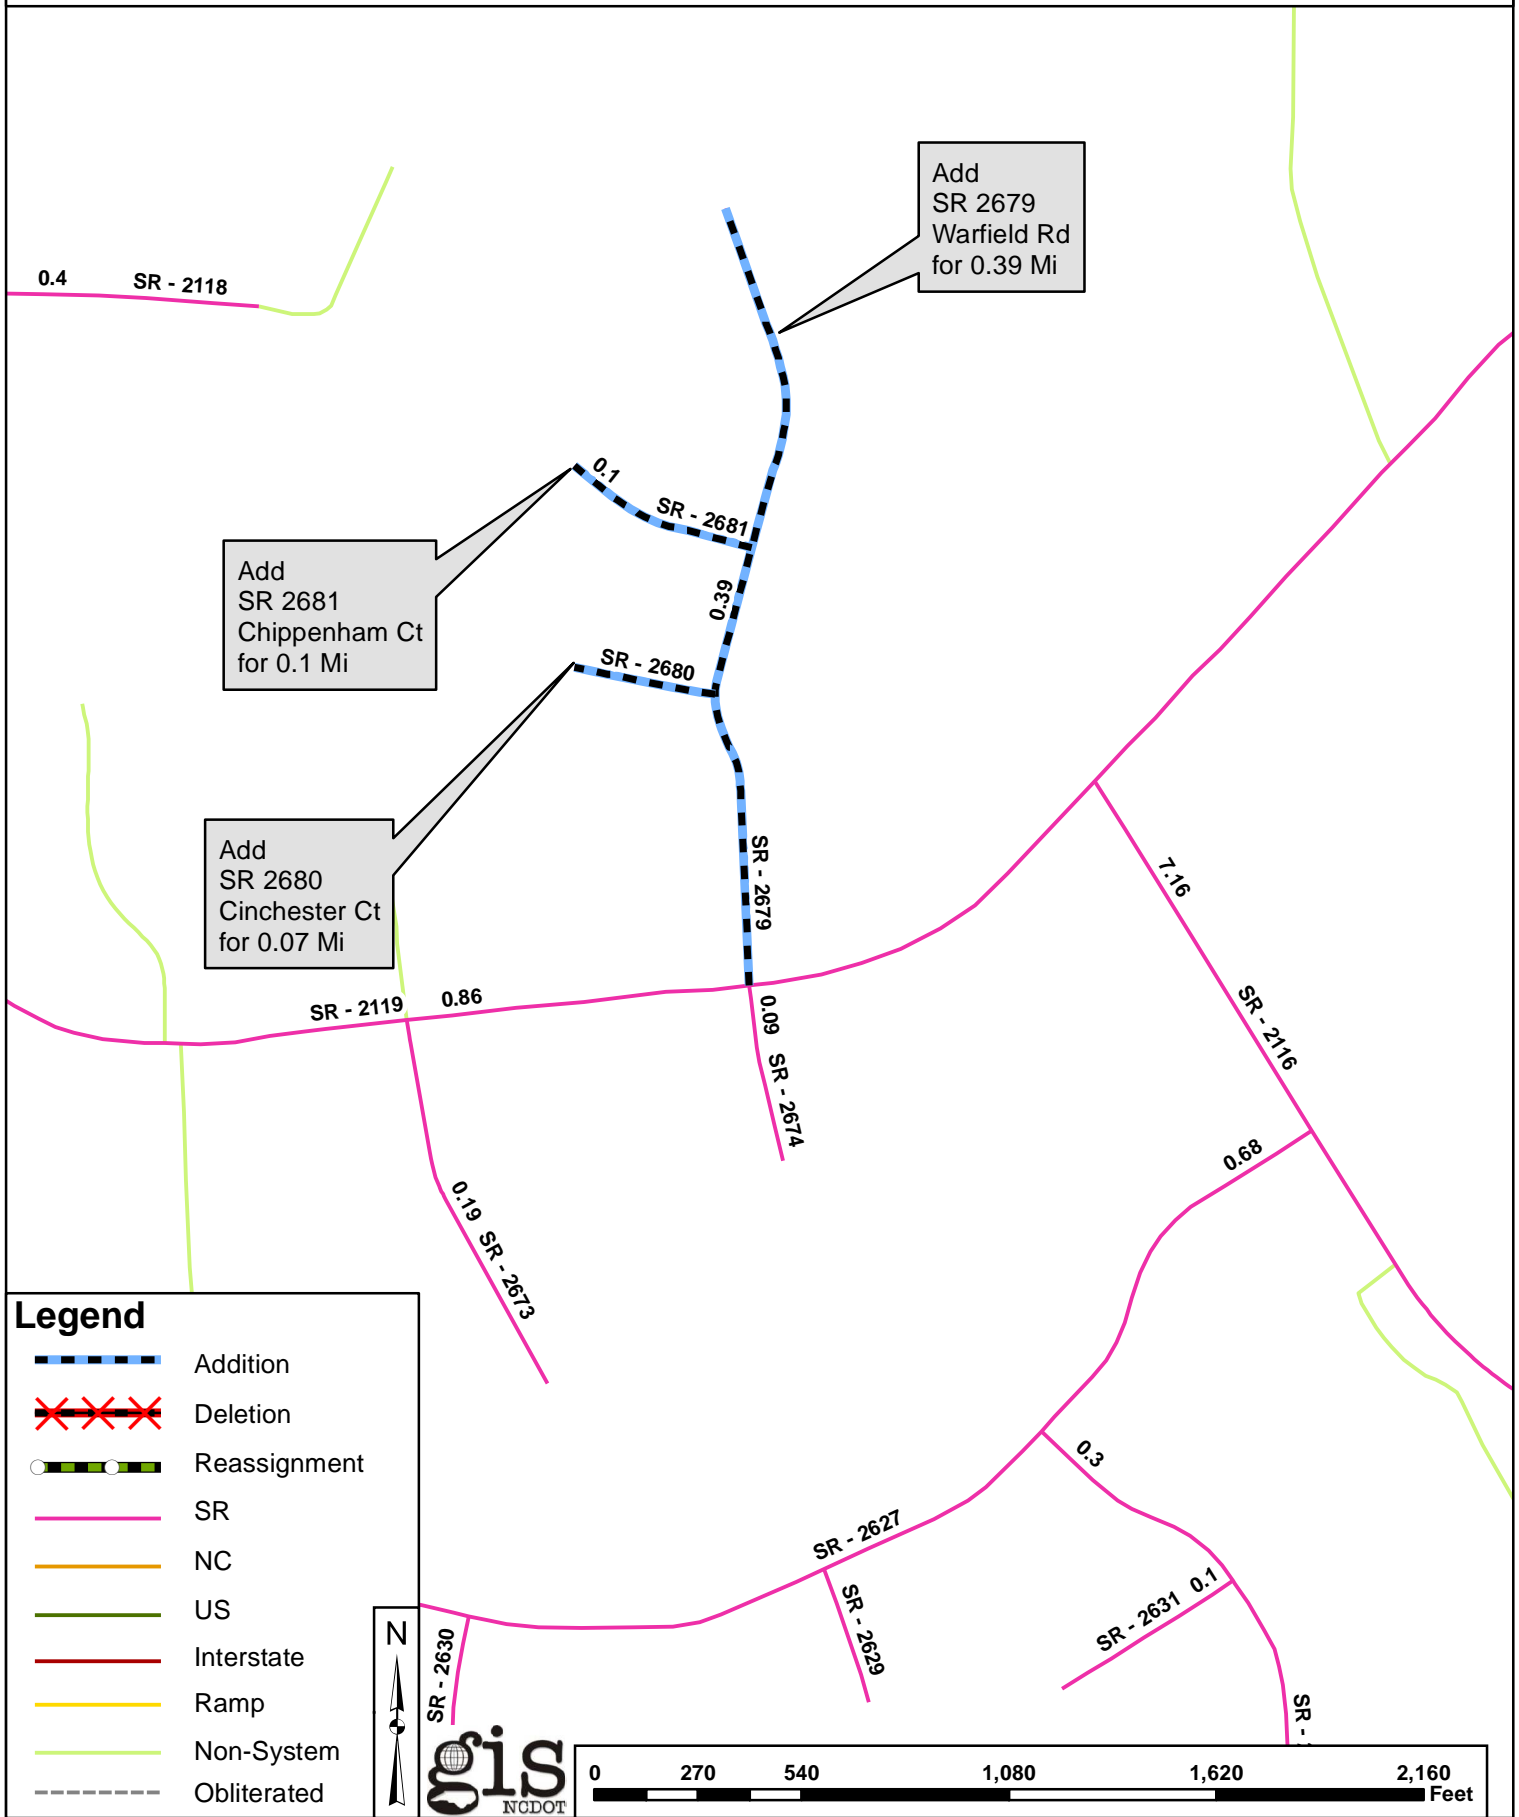 Add
SR 2679
Warfield Rd
for 0.39 Mi
0.4
SR - 2118
0.1
SR - 2681
Add
SR 2681
Chippenham Ct
for 0.1 Mi
0.39
SR - 2680
Add
SR 2680
Cinchester Ct
for 0.07 Mi
SR - 2679
7.16
SR - 2119
0.86
0.09
SR - 2674
SR - 2116
0.68
0.19
SR - 2673
Legend
Addition
Deletion
Reassignment
SR
NC
US
Interstate
Ramp
Non-System
Obliterated
N
0.3
SR - 2627
SR - 2629
SR - 2631
0.1
SR - 2630
SR -
gis
NCDOT
0 270 540 1,080 1,620 2,160
Feet